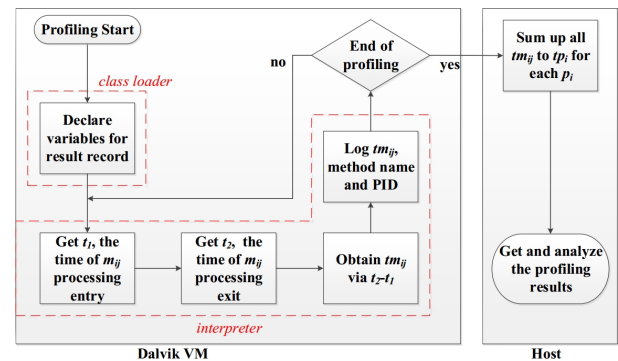 Profiling Start
class loader
Declare
variables for
result record
Get t1, the
time of mij
processing
entry
Get t2, the
time of mij
processing
exit
Obtain tmij
via t2-t1
interpreter
Log tmij,
method name
and PID
End of
profiling
no
yes
Dalvik VM
Sum up all
tmij to tpi for
each pi
Get and analyze
the profiling
results
Host